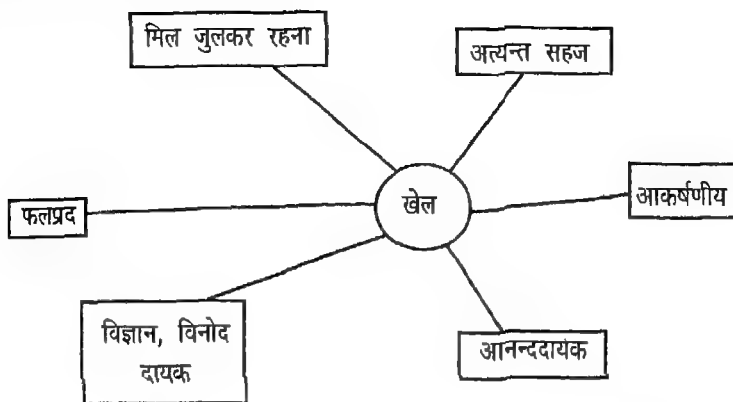 मिल जुलकर रहना
अत्यन्त सहज
खेल
आकर्षणीय
फलप्रद
विज्ञान, विनोद
दायक
आनन्ददायक